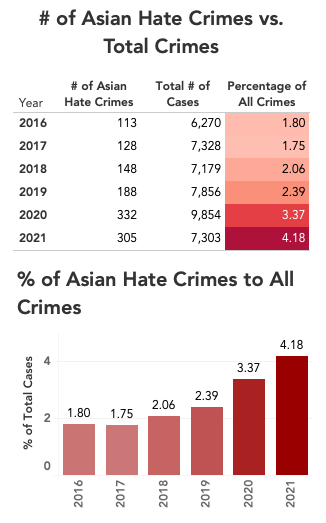 # of Asian Hate Crimes vs.
Total Crimes
# of Asian Total # of Percentage of
Year Hate Crimes Cases All Crimes
2016 113 6,270 1.80
2017 128 7,328 1.75
2018 148 7,179 2.06
2019 188 7,856 2.39
2020 332 9,854 3.37
2021 305 7,303 4.18
% of Asian Hate Crimes to All
Crimes
% of Total Cases
4
2
0
1.80 1.75 2.06 2.39 3.37 4.18
2016 2017 2018 2019 2020 2021